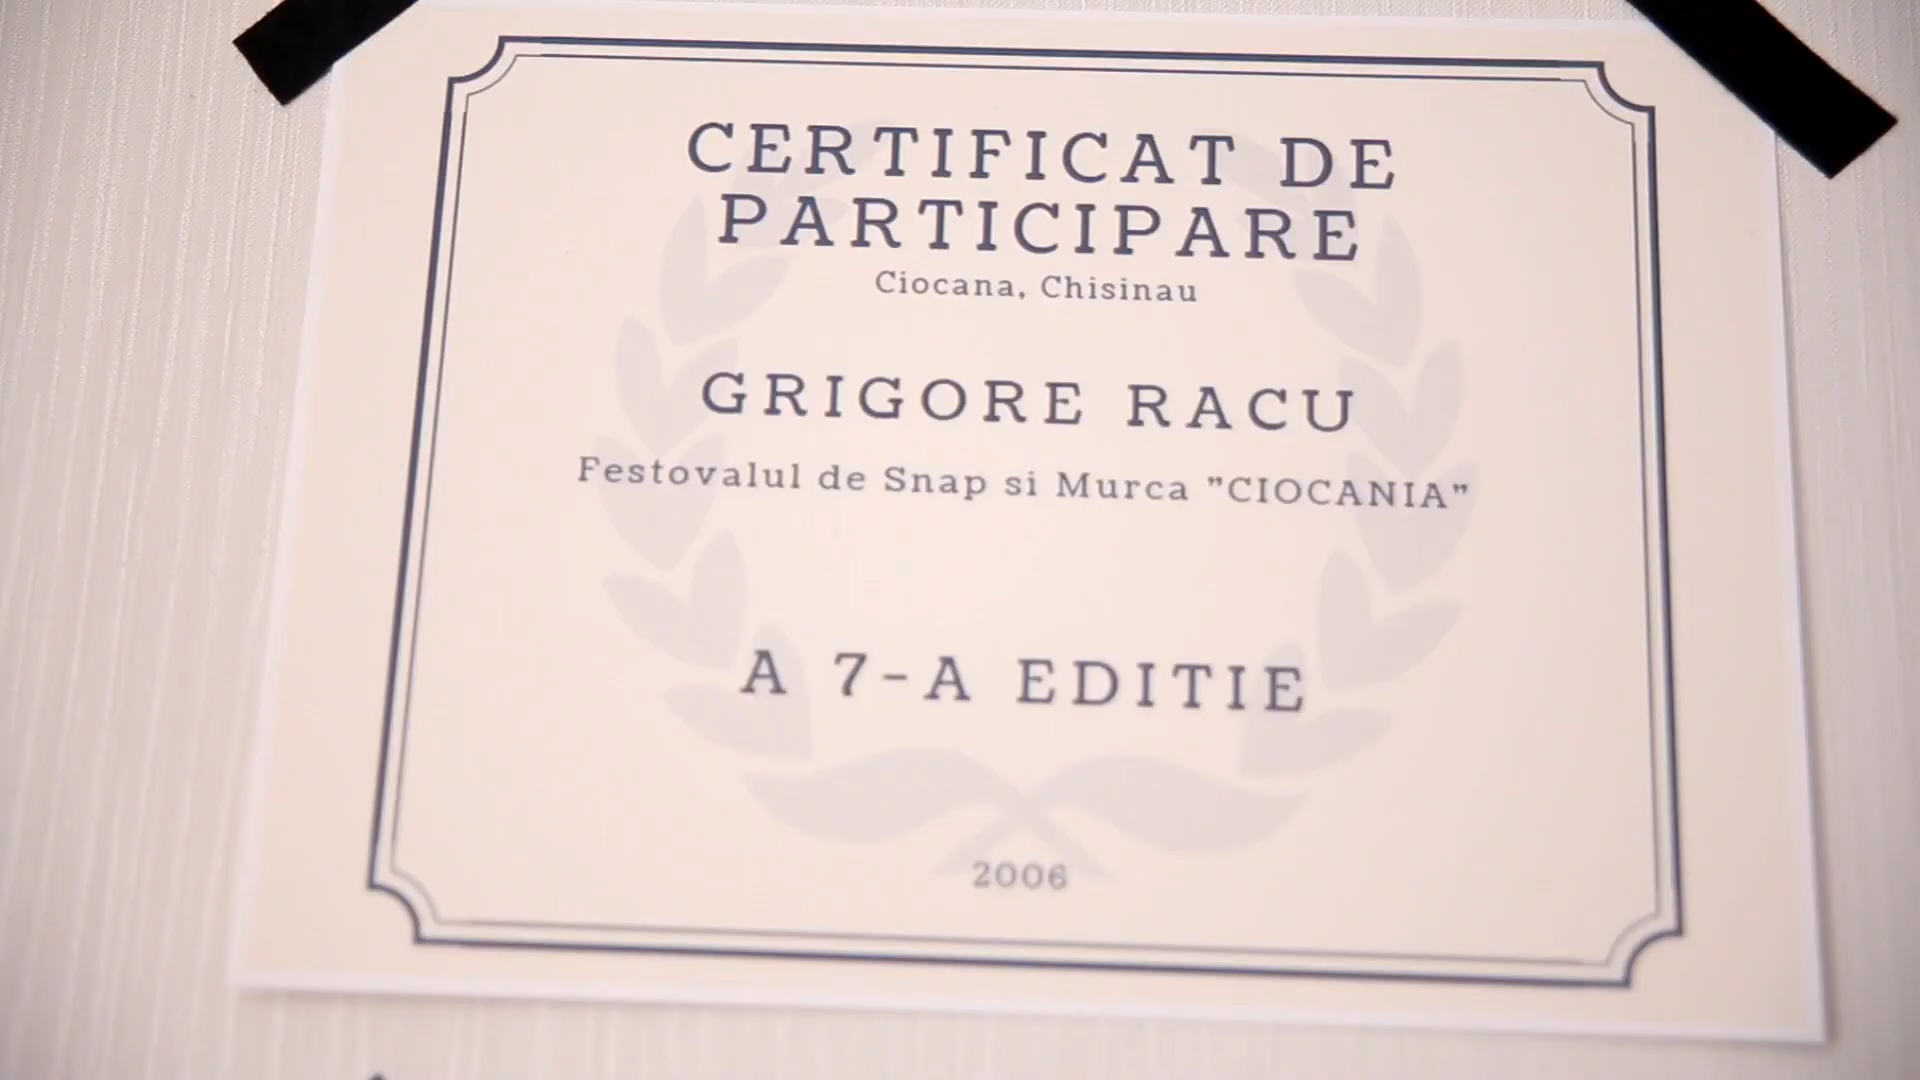 CERTIFICAT DE
PARTICIPARE
Ciocana, Chisinau
GRIGORE RACU
Festovalul de Snap si Murca "CIOCANIA"
A 7-A EDITIE
2006